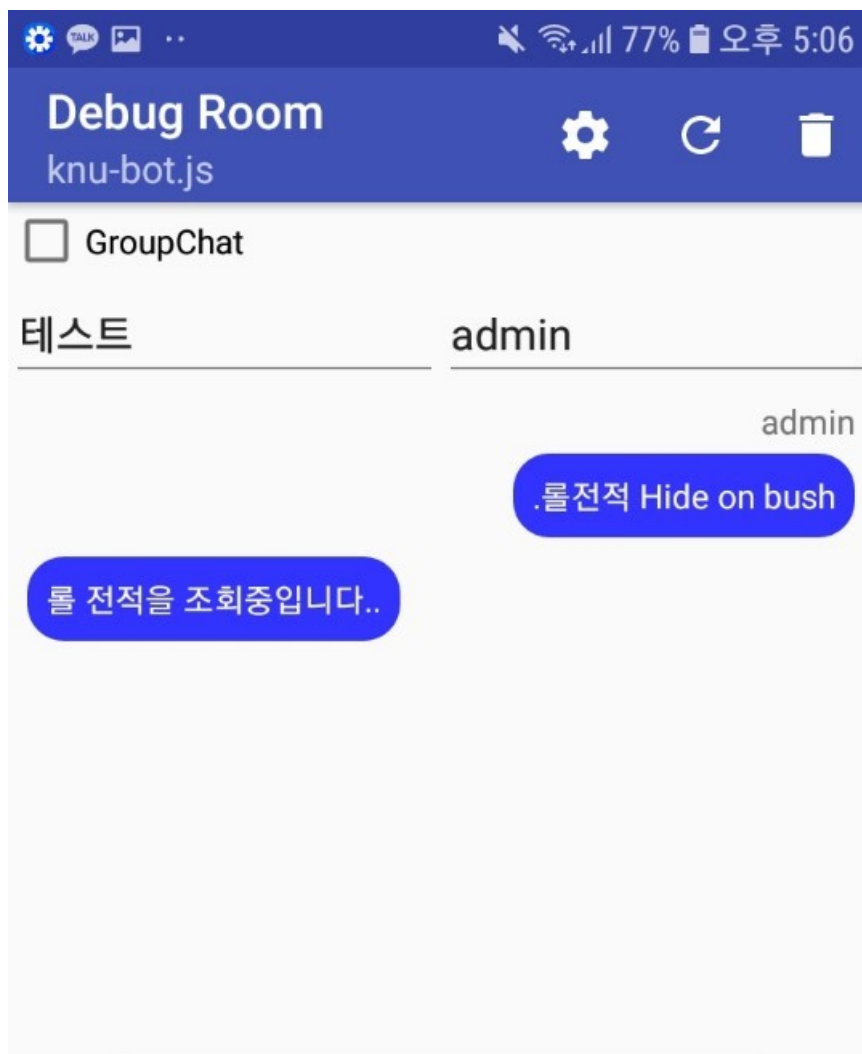 TALK 77% 오후 5:06
Debug Room
knu-bot.js
GroupChat
테스트 admin
admin
.롤전적 Hide on bush
롤 전적을 조회중입니다..